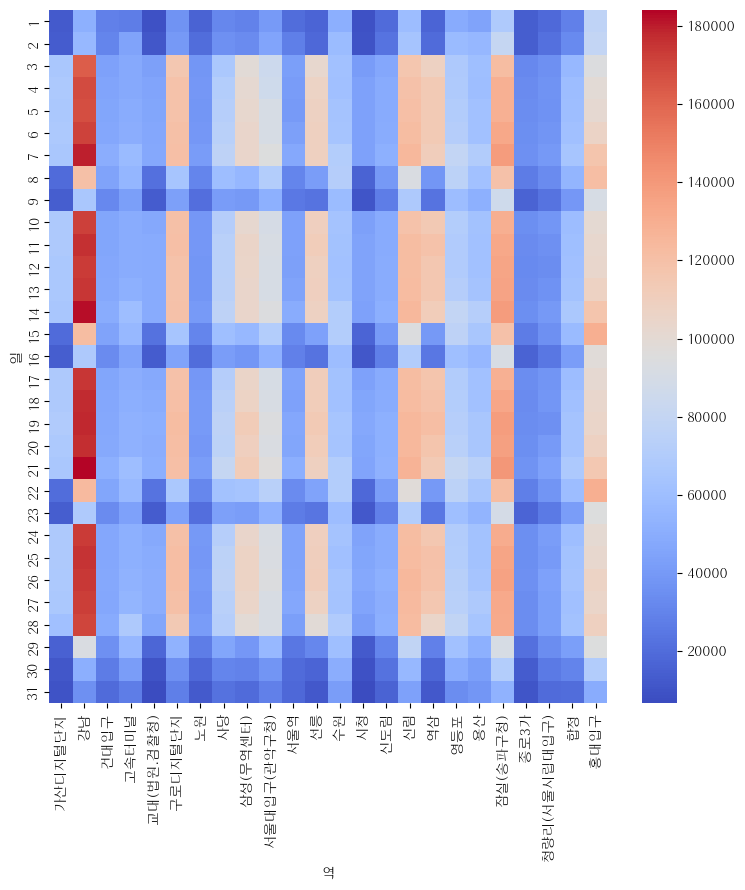 일
1
2
3
4
5
6
7
8
9
10
11
12
13
14
15
16
17
18
19
20
21
22
23
24
25
26
27
28
29
30
31
가산디지털단지
강남
건대입구
고속터미널
교대(법원.검찰청)
구로디지털단지
노원
사당
삼성(무역센터)
서울대입구(관악구청)
서울역
선릉
수원
시청
신도림
신림
역삼
영등포
용산
잠실(송파구청)
종로3가
청량리(서울시립대입구)
합정
홍대입구
역
180000
160000
140000
120000
100000
80000
60000
40000
20000